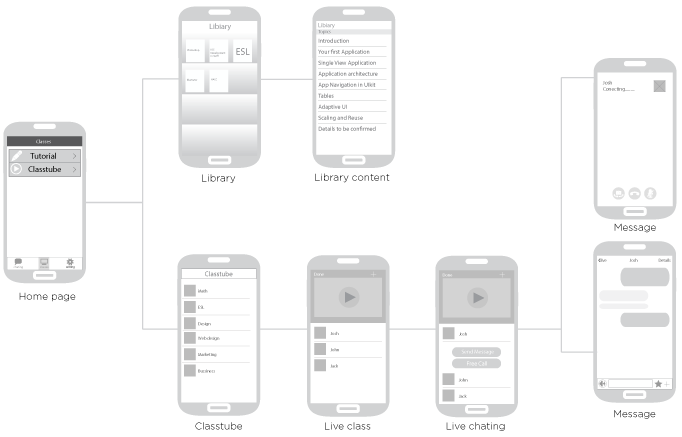 Classes
Tutorial
Classtube
Home page
Libiary
ESL
Library
Libiary
Topics
Introduction
Your first Application
Single View Application
Application architecture
App Navigation in UIkit
Tables
Adaptive UI
Scaling and Reuse
Details to be confirmed
Library content
Classtube
Math
ESL
Design
Web design
Marketing
Business
Classtube
Josh
John
Jack
Live class
Josh
Send Message
Free Call
John
Jack
Live chating
Josh
Correcting
Message
Josh
Details
Message